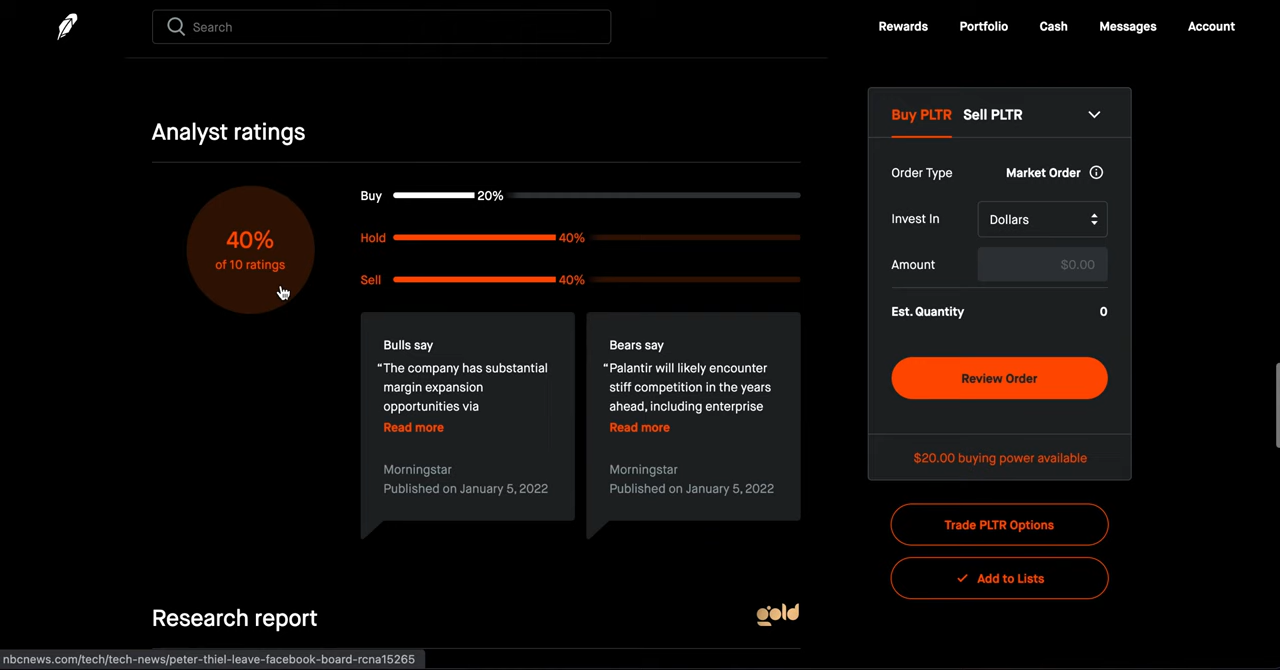 Search
Rewards
Portfolio
Cash
Messages
Account
Analyst ratings
40%
of 10 ratings
Buy 20%
Hold 40%
Sell 40%
Bulls say
“The company has substantial
margin expansion
opportunities via
Read more
Morningstar
Published on January 5, 2022
Bears say
“Palantir will likely encounter
stiff competition in the years
ahead, including enterprise
Read more
Morningstar
Published on January 5, 2022
Research report
gold
Buy PLTR
Sell PLTR
Order Type Market Order
Invest In Dollars
Amount $0.00
Est. Quantity 0
Review Order
$20.00 buying power available
Trade PLTR Options
Add to Lists
nbcnews.com/tech/tech-news/peter-thiel-leave-facebook-board-rcna15265